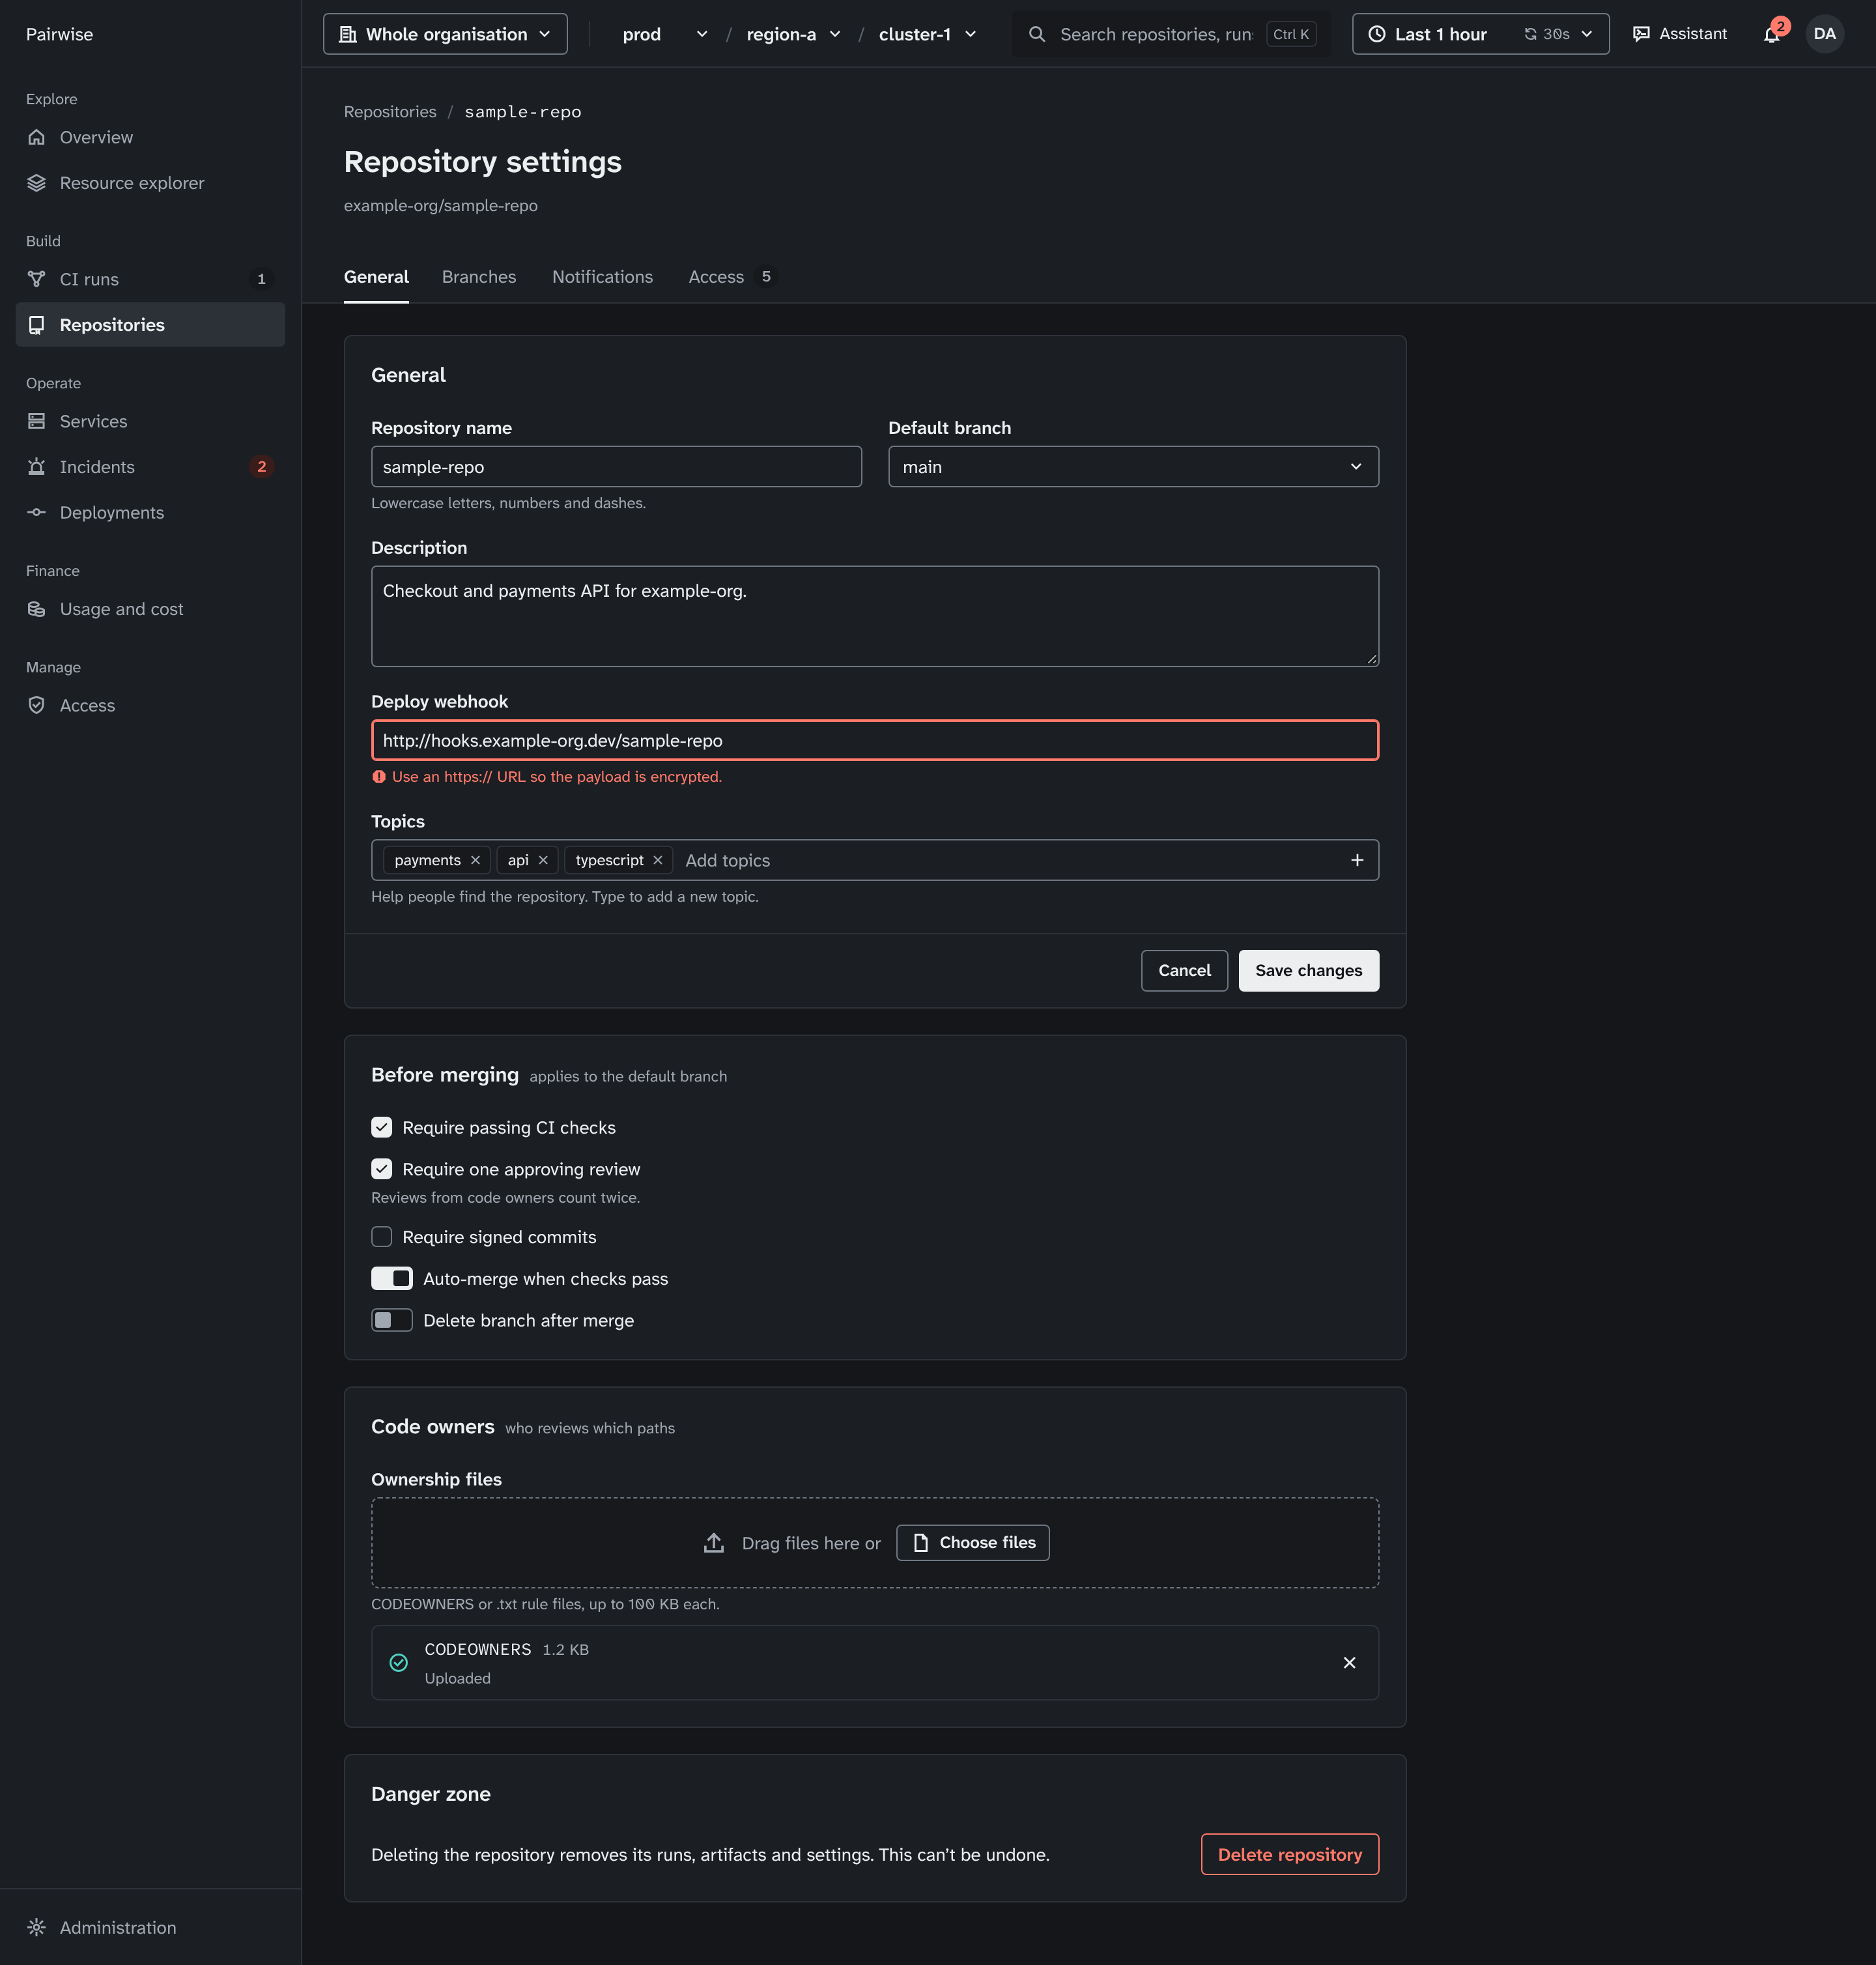 Pairwise
Whole organisation
prod / region-a / cluster-1
Search repositories, run
Ctrl K
Last 1 hour
30s
Assistant
2
DA
Explore
Overview
Resource explorer
Build
CI runs 1
Repositories
Operate
Services
Incidents 2
Deployments
Finance
Usage and cost
Manage
Access
Administration
Repositories / sample-repo
Repository settings
example-org/sample-repo
General Branches Notifications Access 5
General
Repository name
sample-repo
Lowercase letters, numbers and dashes.
Default branch
main
Description
Checkout and payments API for example-org.
Deploy webhook
http://hooks.example-org.dev/sample-repo
Use an https:// URL so the payload is encrypted.
Topics
payments api typescript Add topics
Help people find the repository. Type to add a new topic.
Cancel Save changes
Before merging applies to the default branch
Require passing CI checks
Require one approving review
Reviews from code owners count twice.
Require signed commits
Auto-merge when checks pass
Delete branch after merge
Code owners who reviews which paths
Ownership files
Drag files here or Choose files
CODEOWNERS or .txt rule files, up to 100 KB each.
CODEOWNERS 1.2 KB
Uploaded
Danger zone
Deleting the repository removes its runs, artifacts and settings. This can’t be undone.
Delete repository